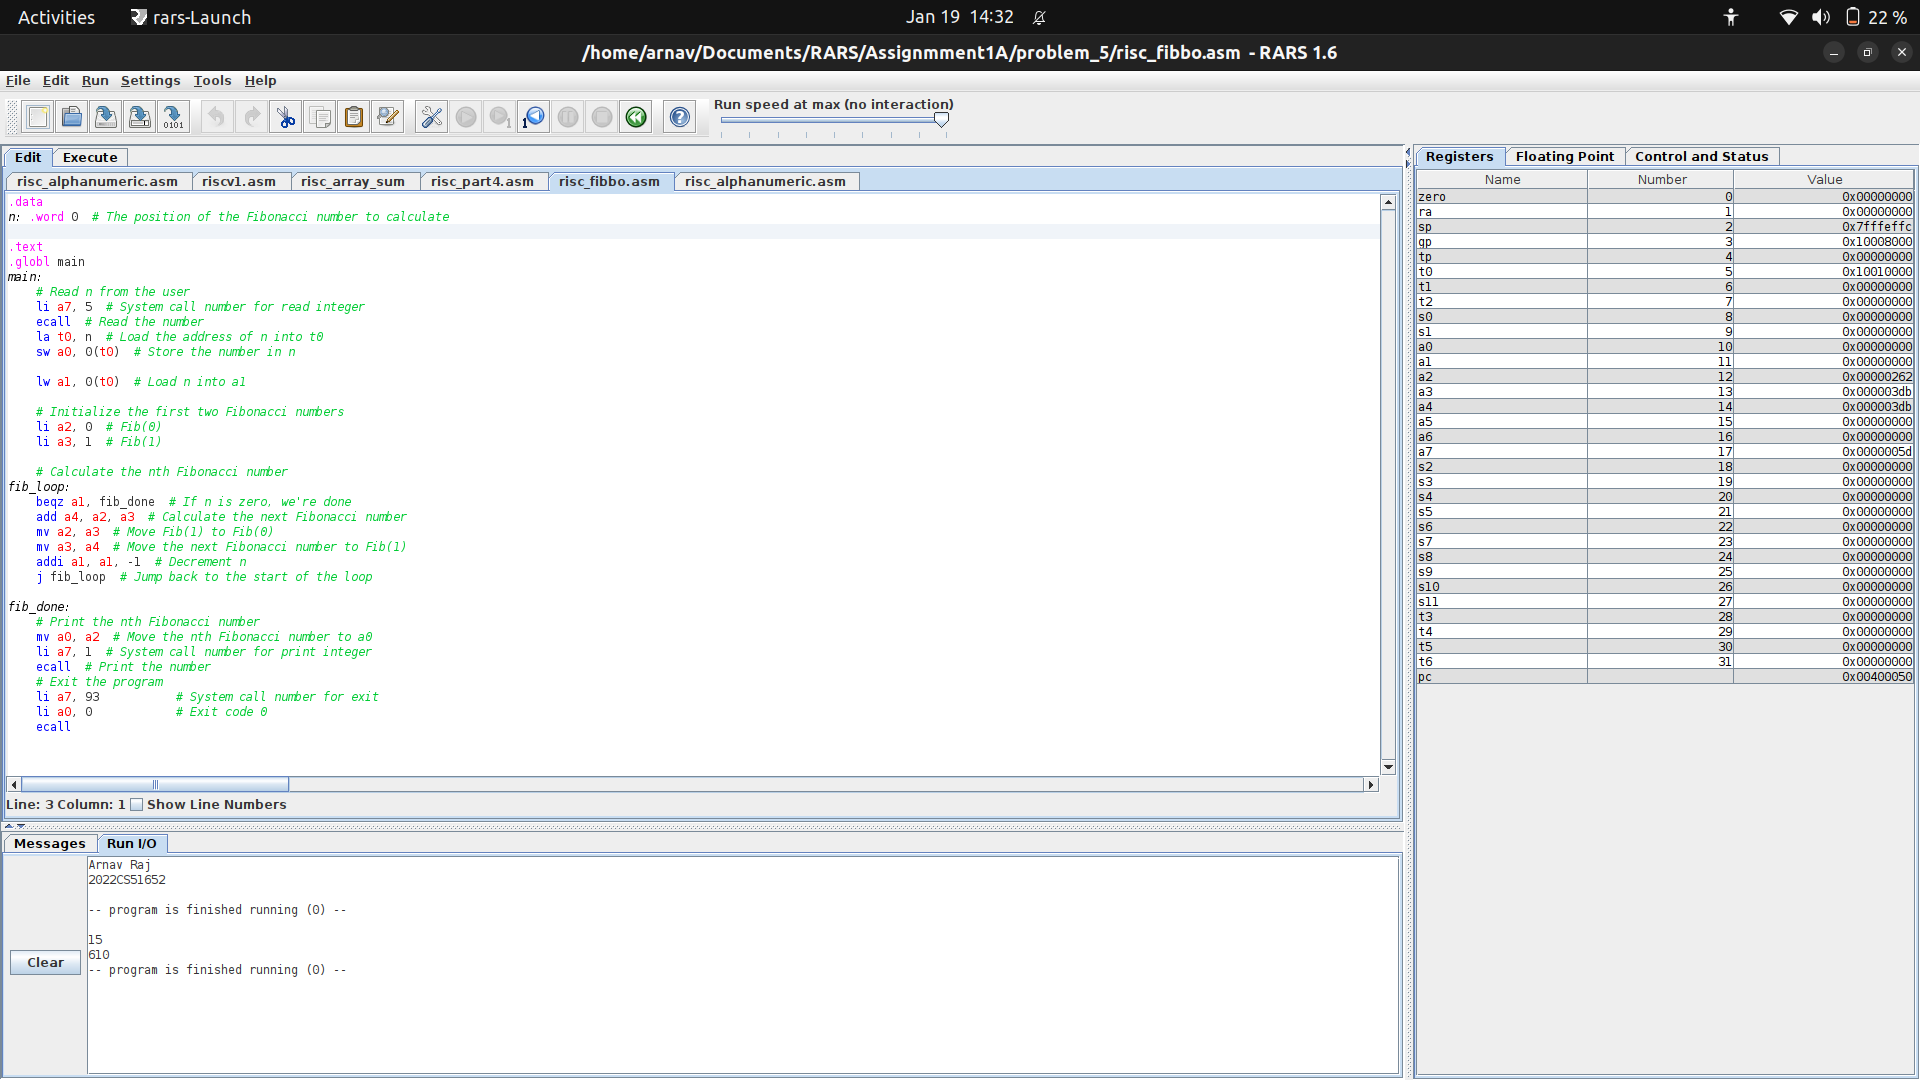 Activities rars-Launch Jan 19 14:32 22 %
/home/arnav/Documents/RARS/Assignmment1A/problem_5/risc_fibbo.asm - RARS 1.6
File Edit Run Settings Tools Help
Run speed at max (no interaction)
Edit Execute
risc_alphanumeric.asm riscv1.asm risc_array_sum risc_part4.asm risc_fibbo.asm risc_alphanumeric.asm
.data
n: .word 0 # The position of the Fibonacci number to calculate
.text
.globl main
main:
# Read n from the user
li a7, 5 # System call number for read integer
ecall # Read the number
la t0, n # Load the address of n into t0
sw a0, 0(t0) # Store the number in n
lw a1, 0(t0) # Load n into a1
# Initialize the first two Fibonacci numbers
li a2, 0 # Fib(0)
li a3, 1 # Fib(1)
# Calculate the nth Fibonacci number
fib_loop:
beqz a1, fib_done # If n is zero, we're done
add a4, a2, a3 # Calculate the next Fibonacci number
mv a2, a3 # Move Fib(1) to Fib(0)
mv a3, a4 # Move the next Fibonacci number to Fib(1)
addi a1, a1, -1 # Decrement n
j fib_loop # Jump back to the start of the loop
fib_done:
# Print the nth Fibonacci number
mv a0, a2 # Move the nth Fibonacci number to a0
li a7, 1 # System call number for print integer
ecall # Print the number
# Exit the program
li a7, 93 # System call number for exit
li a0, 0 # Exit code 0
ecall
Line: 3 Column: 1 Show Line Numbers
Messages Run I/O
Clear
Arnav Raj
2022CS51652
-- program is finished running (0) --
15
610
-- program is finished running (0) --
Registers Floating Point Control and Status
Name Number Value
zero 0 0x00000000
ra 1 0x00000000
sp 2 0x7fffeffc
gp 3 0x10008000
tp 4 0x00000000
t0 5 0x10010000
t1 6 0x00000000
t2 7 0x00000000
s0 8 0x00000000
s1 9 0x00000000
a0 10 0x00000000
a1 11 0x00000000
a2 12 0x00000262
a3 13 0x000003db
a4 14 0x000003db
a5 15 0x00000000
a6 16 0x00000000
a7 17 0x0000005d
s2 18 0x00000000
s3 19 0x00000000
s4 20 0x00000000
s5 21 0x00000000
s6 22 0x00000000
s7 23 0x00000000
s8 24 0x00000000
s9 25 0x00000000
s10 26 0x00000000
s11 27 0x00000000
t3 28 0x00000000
t4 29 0x00000000
t5 30 0x00000000
t6 31 0x00000000
pc 0x00400050